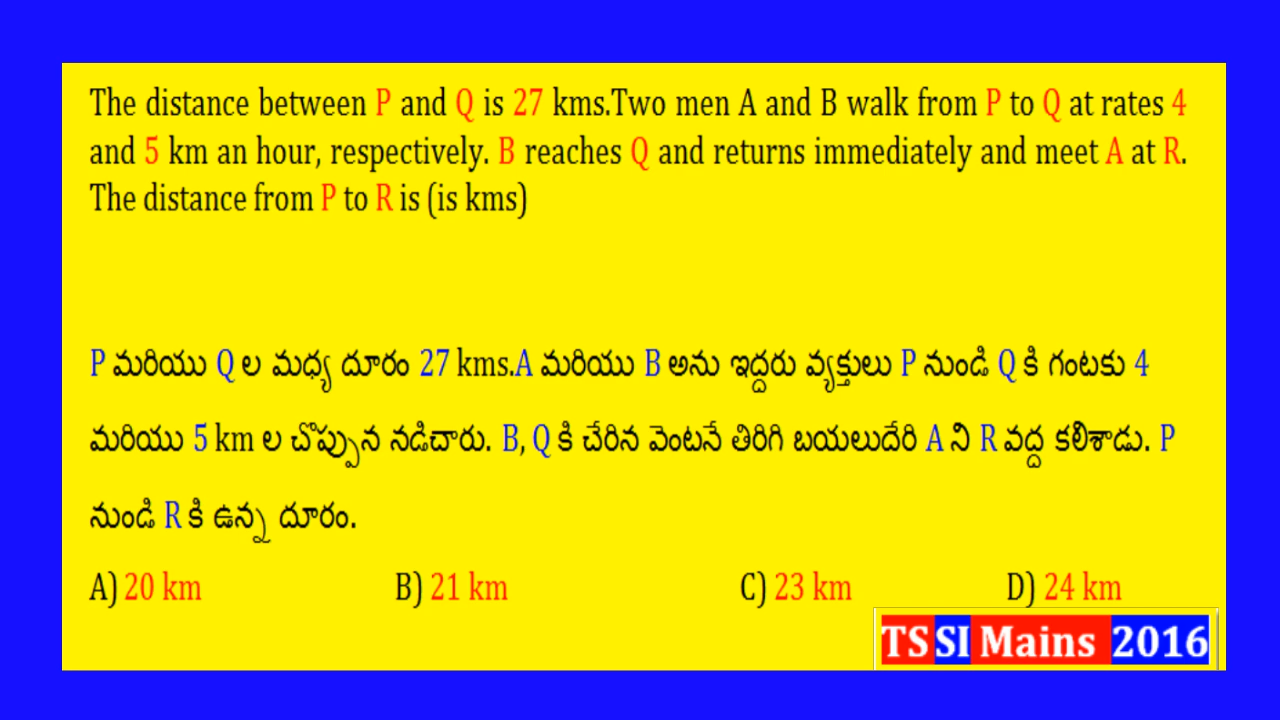 The distance between P and Q is 27 kms.Two men A and B walk from P to Q at rates 4
and 5 km an hour, respectively. B reaches Q and returns immediately and meet A at R.
The distance from P to R is (is kms)
P మరియు Q ల మధ్య దూరం 27 kms.A మరియు B అను ఇద్దరు వ్యక్తులు P నుండి Q కి గంటకు 4
మరియు 5 km ల చొప్పున నడిచారు. B, Q కి చేరిన వెంటనే తిరిగి బయలుదేరి A ని R వద్ద కలిశాడు. P
నుండి R కి ఉన్న దూరం.
A) 20 km B) 21 km C) 23 km D) 24 km
TS SI Mains 2016